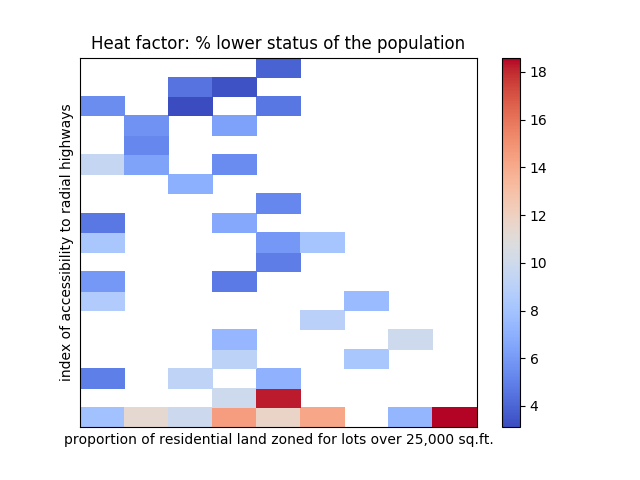 Heat factor: % lower status of the population
index of accessibility to radial highways
proportion of residential land zoned for lots over 25,000 sq.ft.
18
16
14
12
10
8
6
4